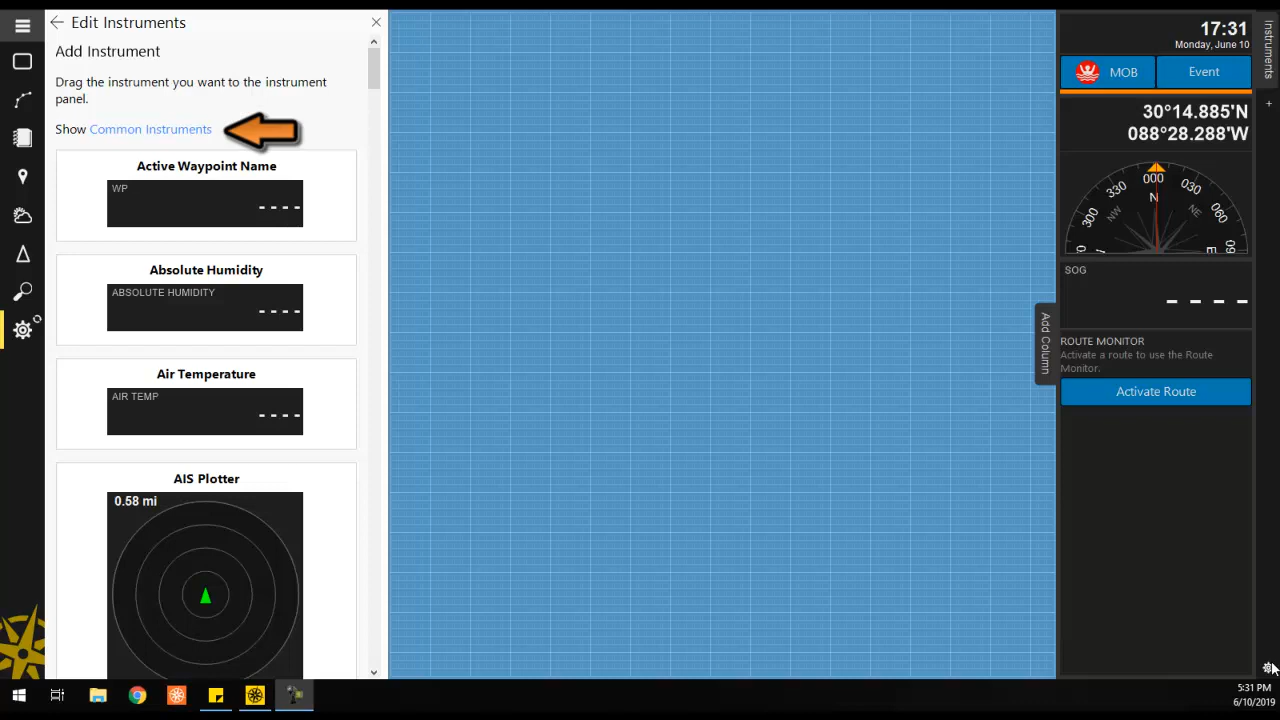 Edit Instruments
Add Instrument
Drag the instrument you want to the instrument
panel.
Show Common Instruments
Active Waypoint Name
WP
- - - -
Absolute Humidity
ABSOLUTE HUMIDITY
- - - -
Air Temperature
AIR TEMP
- - - -
AIS Plotter
0.58 mi
Add Column
17:31
Monday, June 10
MOB
Event
30°14.885'N
088°28.288'W
300
330
000
030
060
NW
N
NE
E
SOG
- - - -
ROUTE MONITOR
Activate a route to use the Route
Monitor.
Activate Route
Instruments
+
5:31 PM
6/10/2019